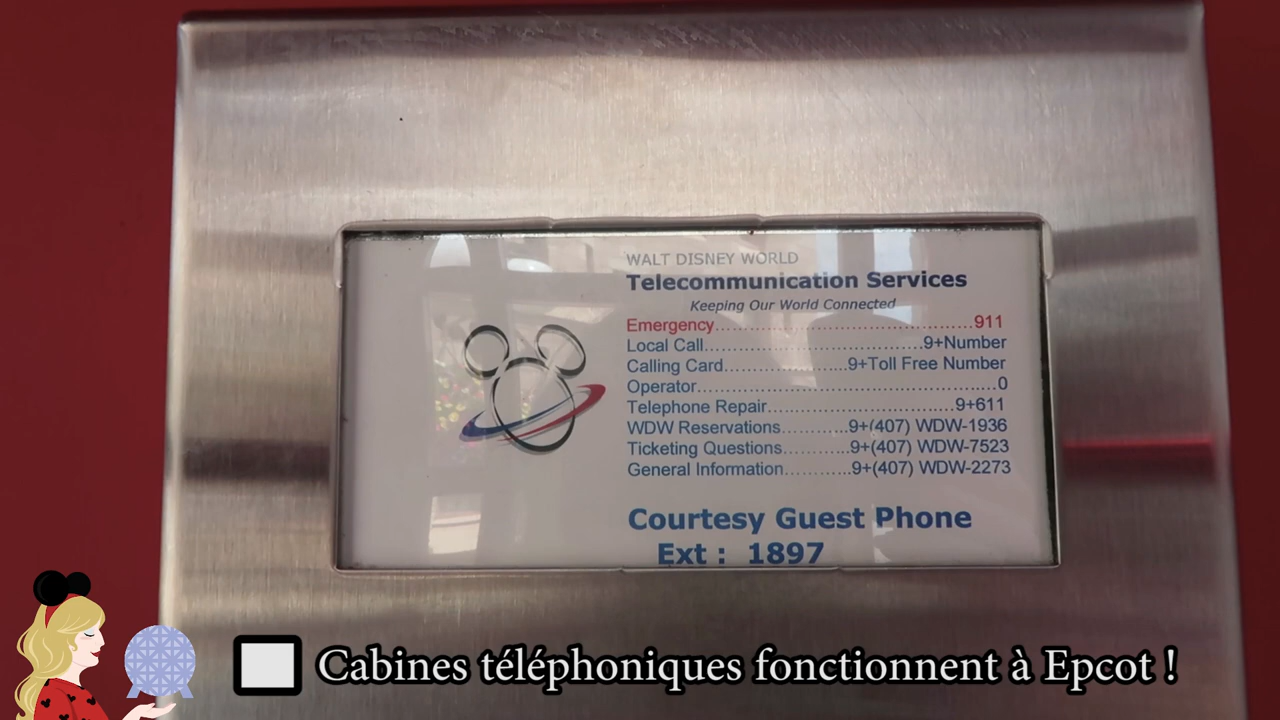 WALT DISNEY WORLD
Telecommunication Services
Keeping Our World Connected
Emergency.......................................911
Local Call.................................9+Number
Calling Card...................9+Toll Free Number
Operator...............................................0
Telephone Repair............................9+611
WDW Reservations...........9+(407) WDW-1936
Ticketing Questions...........9+(407) WDW-7523
General Information...........9+(407) WDW-2273
Courtesy Guest Phone
Ext : 1897
Cabines téléphoniques fonctionnent à Epcot !